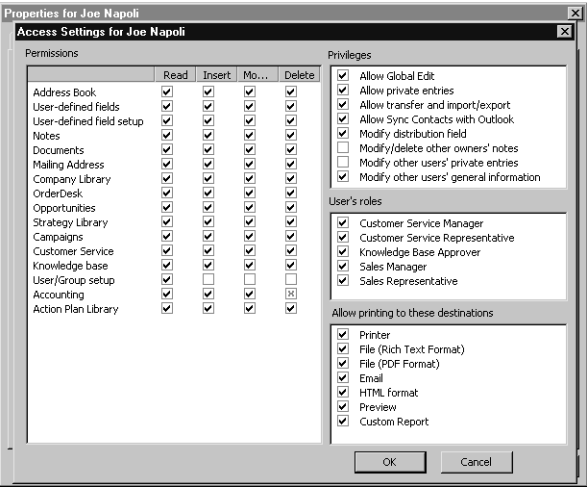 Properties for Joe Napoli
Access Settings for Joe Napoli
Permissions
Read Insert Mo... Delete
Address Book
User-defined fields
User-defined field setup
Notes
Documents
Mailing Address
Company Library
OrderDesk
Opportunities
Strategy Library
Campaigns
Customer Service
Knowledge base
User/Group setup
Accounting
Action Plan Library
Privileges
Allow Global Edit
Allow private entries
Allow transfer and import/export
Allow Sync Contacts with Outlook
Modify distribution field
Modify/delete other owners' notes
Modify other users' private entries
Modify other users' general information
User's roles
Customer Service Manager
Customer Service Representative
Knowledge Base Approver
Sales Manager
Sales Representative
Allow printing to these destinations
Printer
File (Rich Text Format)
File (PDF Format)
Email
HTML format
Preview
Custom Report
OK Cancel